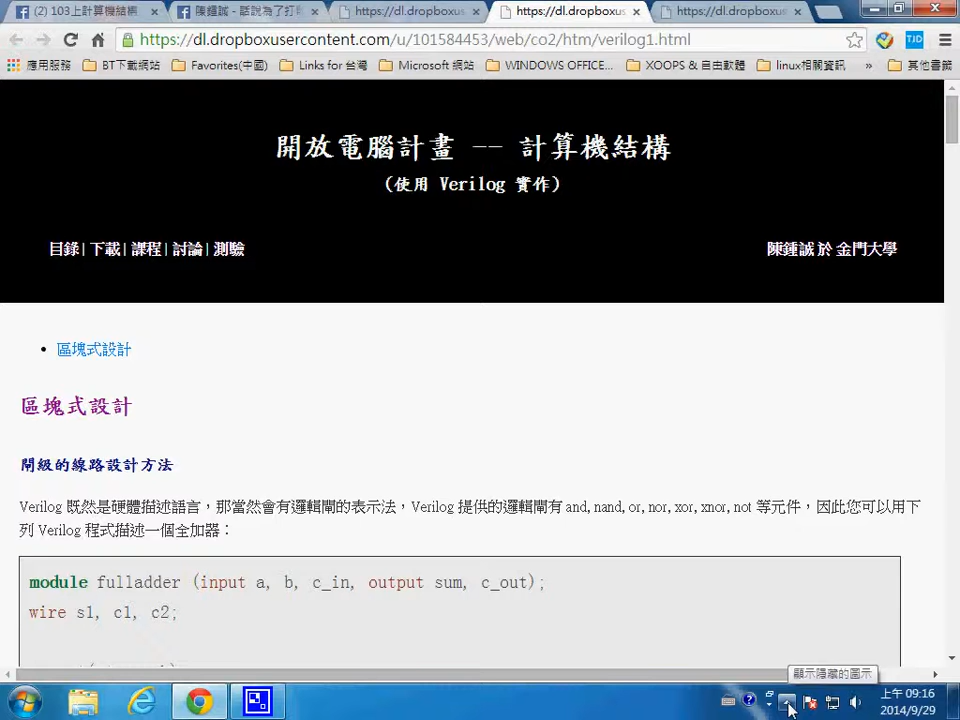 (2) 103上計算機結構
陳鍾誠 - 話說為了打
https://dl.dropboxus
https://dl.dropboxus
https://dl.dropboxus
https://dl.dropboxusercontent.com/u/101584453/web/co2/htm/verilog1.html
TJD
應用服務 BT下載網站 Favorites(中國) Links for 台灣 Microsoft 網站 WINDOWS OFFICE... XOOPS & 自由軟體 linux相關資訊 » 其他書籤
開放電腦計畫 -- 計算機結構
(使用 Verilog 實作)
目錄| 下載| 課程| 討論| 測驗
陳鍾誠 於 金門大學
• 區塊式設計
區塊式設計
閘級的線路設計方法
Verilog 既然是硬體描述語言，那當然會有邏輯閘的表示法，Verilog 提供的邏輯閘有 and, nand, or, nor, xor, xnor, not 等元件，因此您可以用下
列 Verilog 程式描述一個全加器：
module fulladder (input a, b, c_in, output sum, c_out);
wire s1, c1, c2;
顯示隱藏的圖示
上午 09:16
2014/9/29